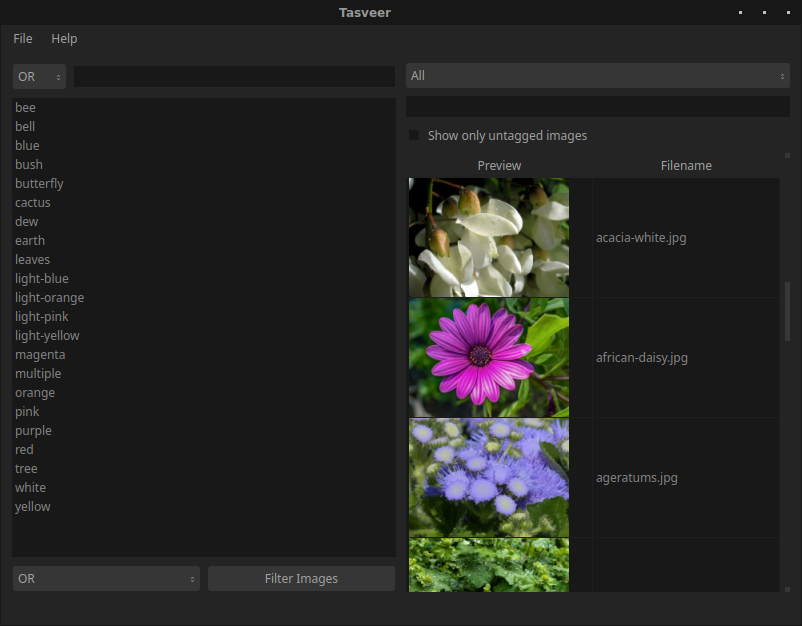 Tasveer
File Help
OR
All
Show only untagged images
Preview Filename
bee
bell
blue
bush
butterfly
cactus
dew
earth
leaves
light-blue
light-orange
light-pink
light-yellow
magenta
multiple
orange
pink
purple
red
tree
white
yellow
acacia-white.jpg
african-daisy.jpg
ageratums.jpg
OR
Filter Images